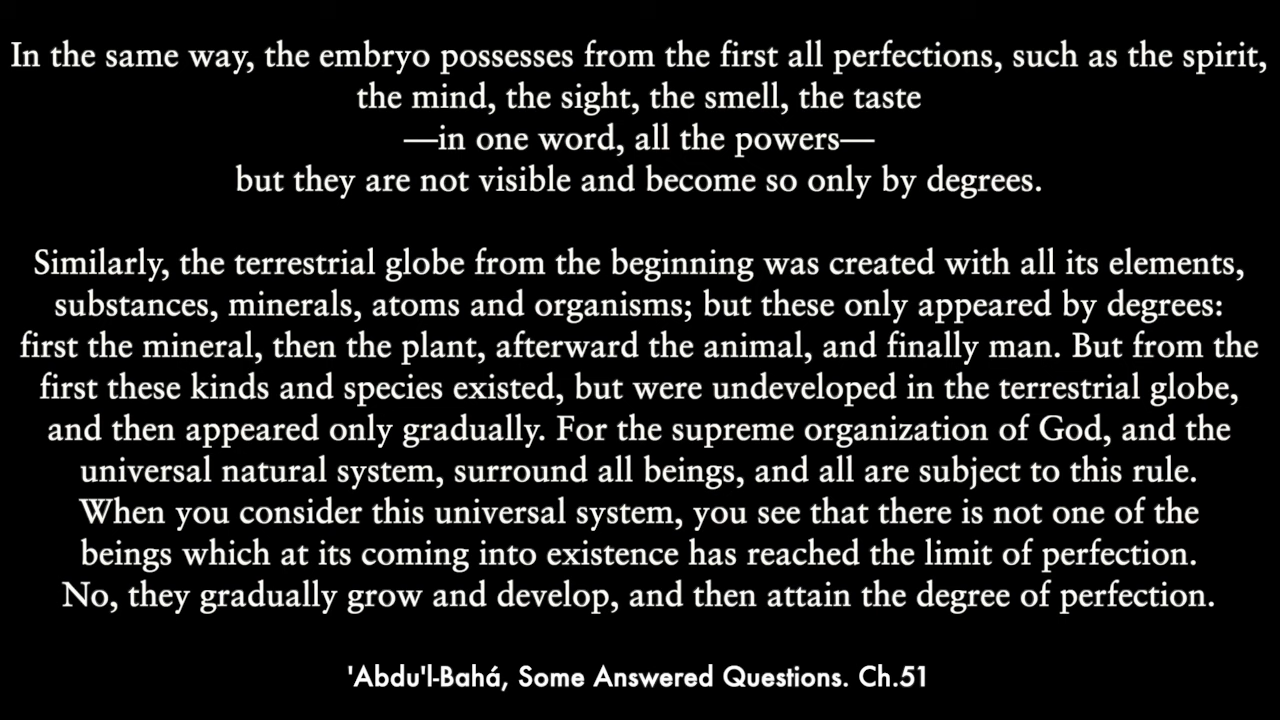 In the same way, the embryo possesses from the first all perfections, such as the spirit,
the mind, the sight, the smell, the taste
—in one word, all the powers—
but they are not visible and become so only by degrees.
Similarly, the terrestrial globe from the beginning was created with all its elements,
substances, minerals, atoms and organisms; but these only appeared by degrees:
first the mineral, then the plant, afterward the animal, and finally man. But from the
first these kinds and species existed, but were undeveloped in the terrestrial globe,
and then appeared only gradually. For the supreme organization of God, and the
universal natural system, surround all beings, and all are subject to this rule.
When you consider this universal system, you see that there is not one of the
beings which at its coming into existence has reached the limit of perfection.
No, they gradually grow and develop, and then attain the degree of perfection.
'Abdu'l-Bahá, Some Answered Questions. Ch.51